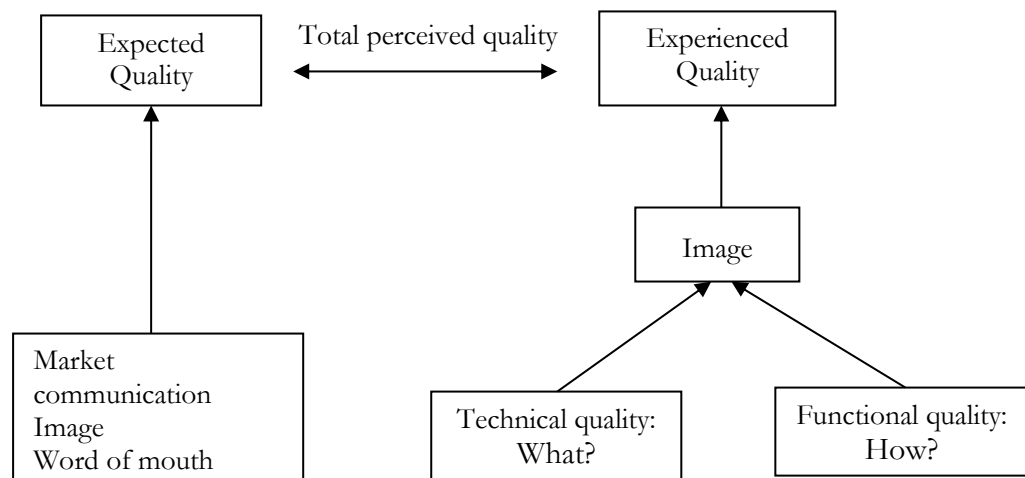 Expected
Quality
Total perceived quality
Experienced
Quality
Image
Market
communication
Image
Word of mouth
Technical quality:
What?
Functional quality:
How?